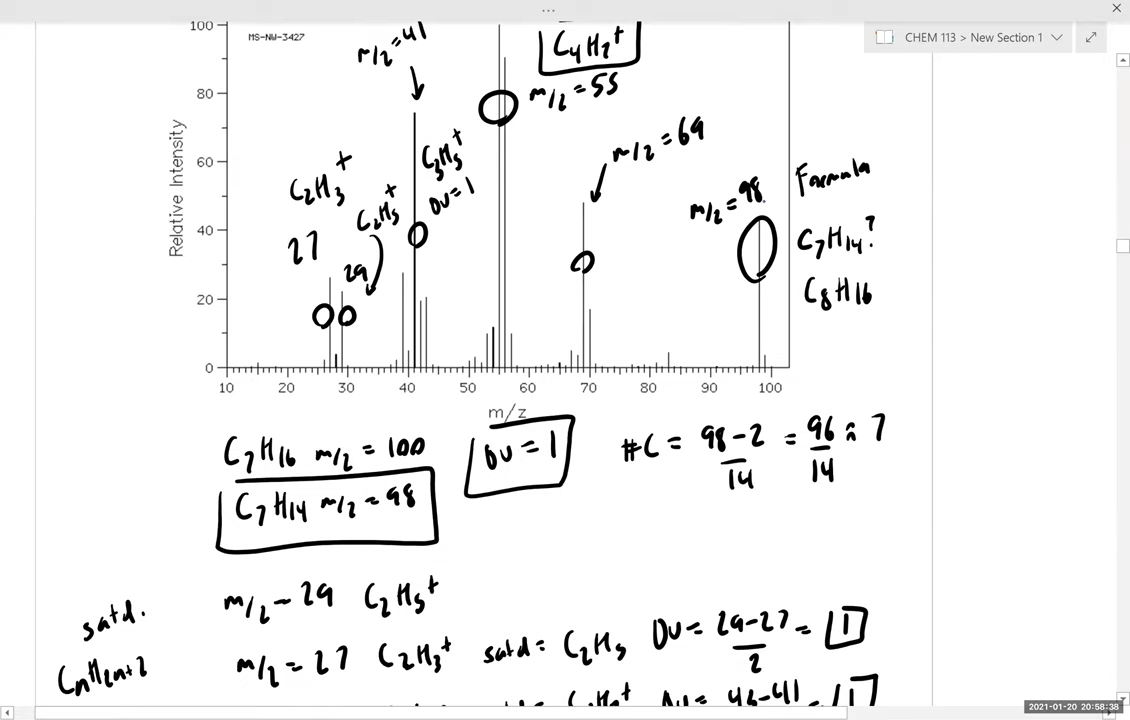 CHEM 113 > New Section 1
MS-NW-3427
m/z = 41
C4H7+
m/z = 55
m/z = 69
m/z = 98
Formula
C7H14?
C8H16
C2H3+
27
C2H5+
29
C3H5+
DU = 1
Relative Intensity
100
80
60
40
20
0
10 20 30 40 50 60 70 80 90 100
m/z
C7H16 m/z = 100
C7H14 m/z = 98
DU = 1
#C = 98-2/14 = 96/14 ≈ 7
satd.
CnH2n+2
m/z - 29 C2H5+
m/z = 27 C2H3+ satd = C2H5 DU = 29-27/2 = 1
2021-01-20 20:58:38